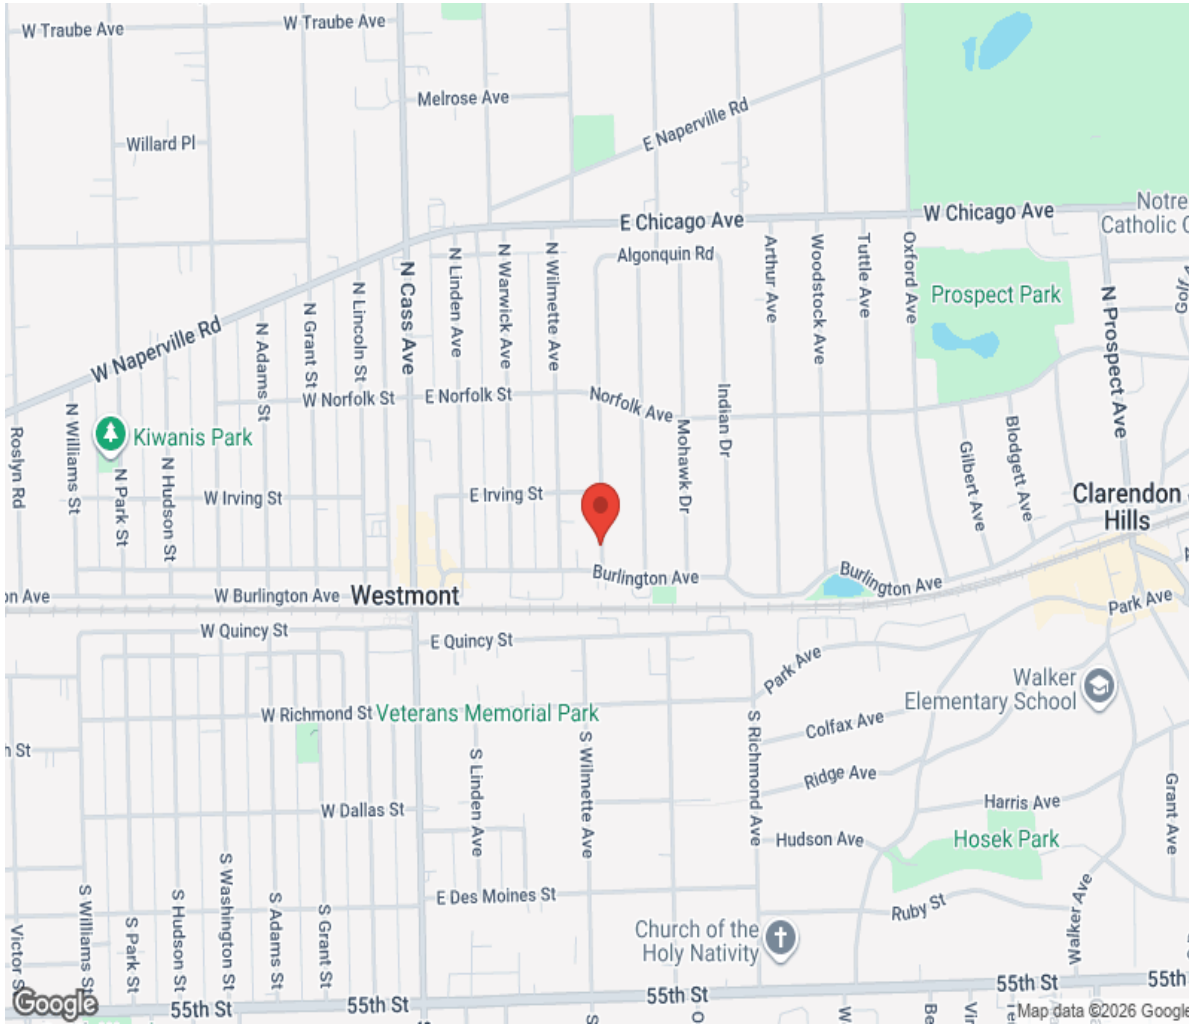 W Traube Ave
W Traube Ave
Melrose Ave
E Naperville Rd
Willard Pl
Notre
Catholic C
E Chicago Ave
W Chicago Ave
Algonquin Rd
N Linden Ave
N Warwick Ave
N Wilmette Ave
Arthur Ave
Woodstock Ave
Tuttle Ave
Oxford Ave
N Cass Ave
N Lincoln St
N Grant St
N Adams St
W Naperville Rd
Prospect Park
N Prospect Ave
W Norfolk St
E Norfolk St
Norfolk Ave
Indian Dr
Mohawk Dr
Kiwanis Park
Roslyn Rd
N Williams St
N Park St
N Hudson St
W Irving St
E Irving St
Gilbert Ave
Blodgett Ave
Clarendon
Hills
Burlington Ave
Burlington Ave
on Ave
W Burlington Ave
Westmont
Park Ave
W Quincy St
E Quincy St
Park Ave
Walker
Elementary School
W Richmond St
Veterans Memorial Park
S Richmond Ave
Colfax Ave
h St
S Linden Ave
S Wilmette Ave
Ridge Ave
Grant Ave
W Dallas St
Harris Ave
Hudson Ave
Hosek Park
S Williams St
S Park St
S Hudson St
S Washington St
S Adams St
S Grant St
E Des Moines St
Ruby St
Walker Ave
Victor S
Church of the
Holy Nativity
55th St
55th St
55th St
55th St
55th
Google
Map data ©2026 Google